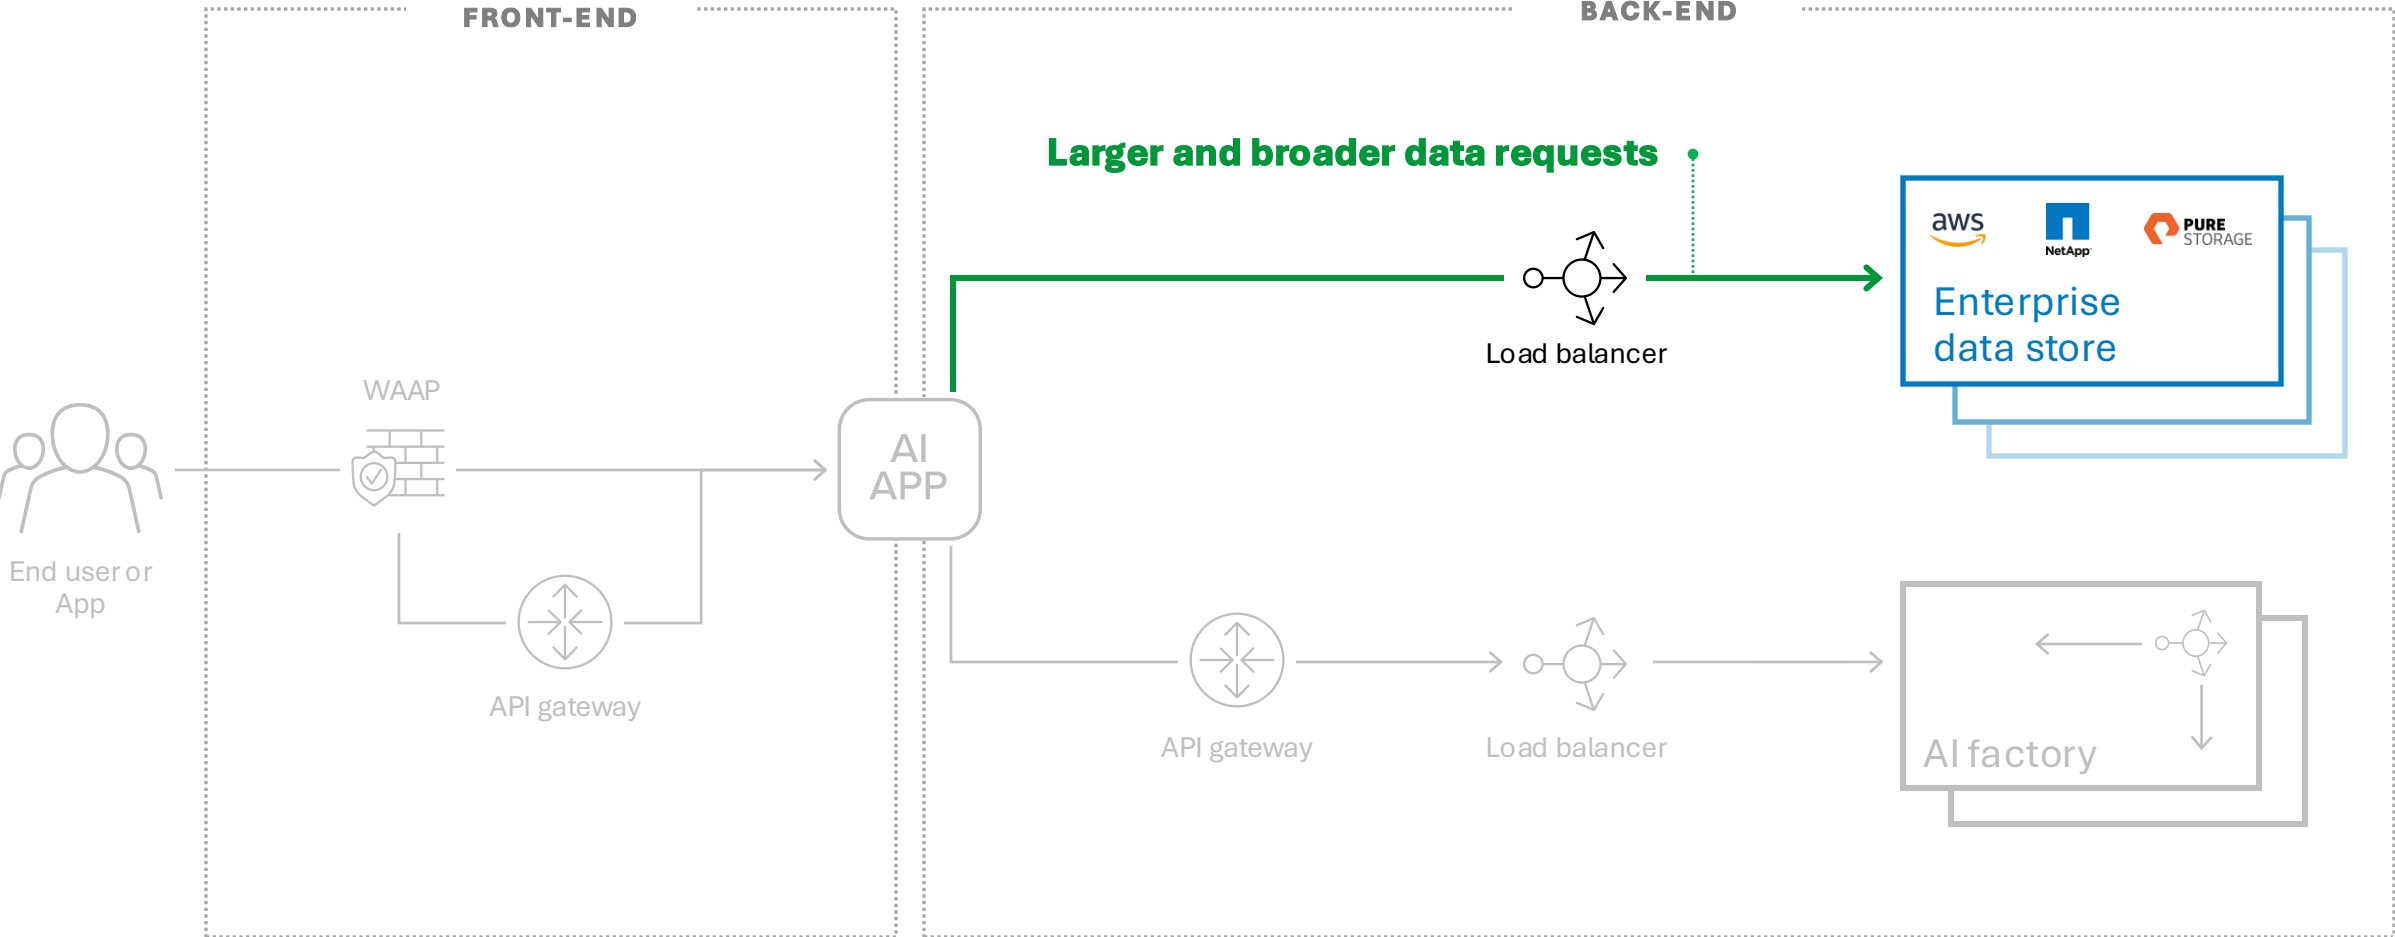 FRONT-END
BACK-END
Larger and broader data requests
aws
NetApp
PURE
STORAGE
Enterprise
data store
Load balancer
WAAP
AI
APP
End user or
App
API gateway
API gateway
Load balancer
AI factory